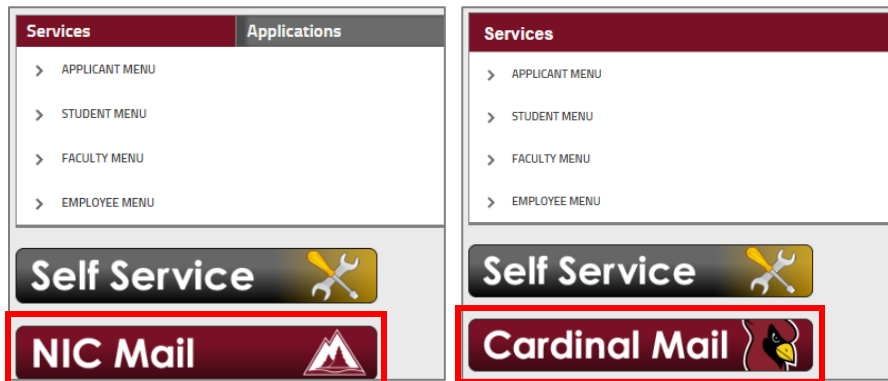 Services Applications
APPLICANT MENU
STUDENT MENU
FACULTY MENU
EMPLOYEE MENU
Self Service
NIC Mail
Services
APPLICANT MENU
STUDENT MENU
FACULTY MENU
EMPLOYEE MENU
Self Service
Cardinal Mail